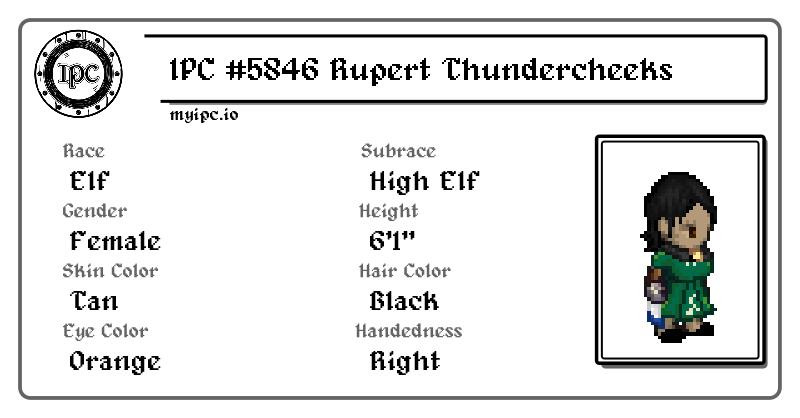 IPC
IPC #5846 Rupert Thundercheeks
myipc.io
Race
Elf
Subrace
High Elf
Gender
Female
Height
6'1"
Skin Color
Tan
Hair Color
Black
Eye Color
Orange
Handedness
Right